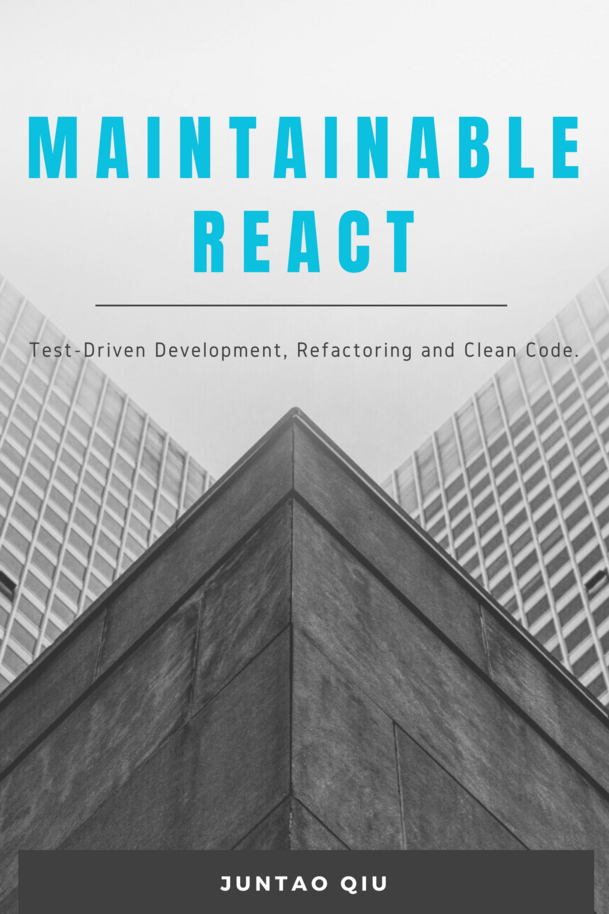 MAINTAINABLE
REACT
Test-Driven Development, Refactoring and Clean Code.
JUNTAO QIU